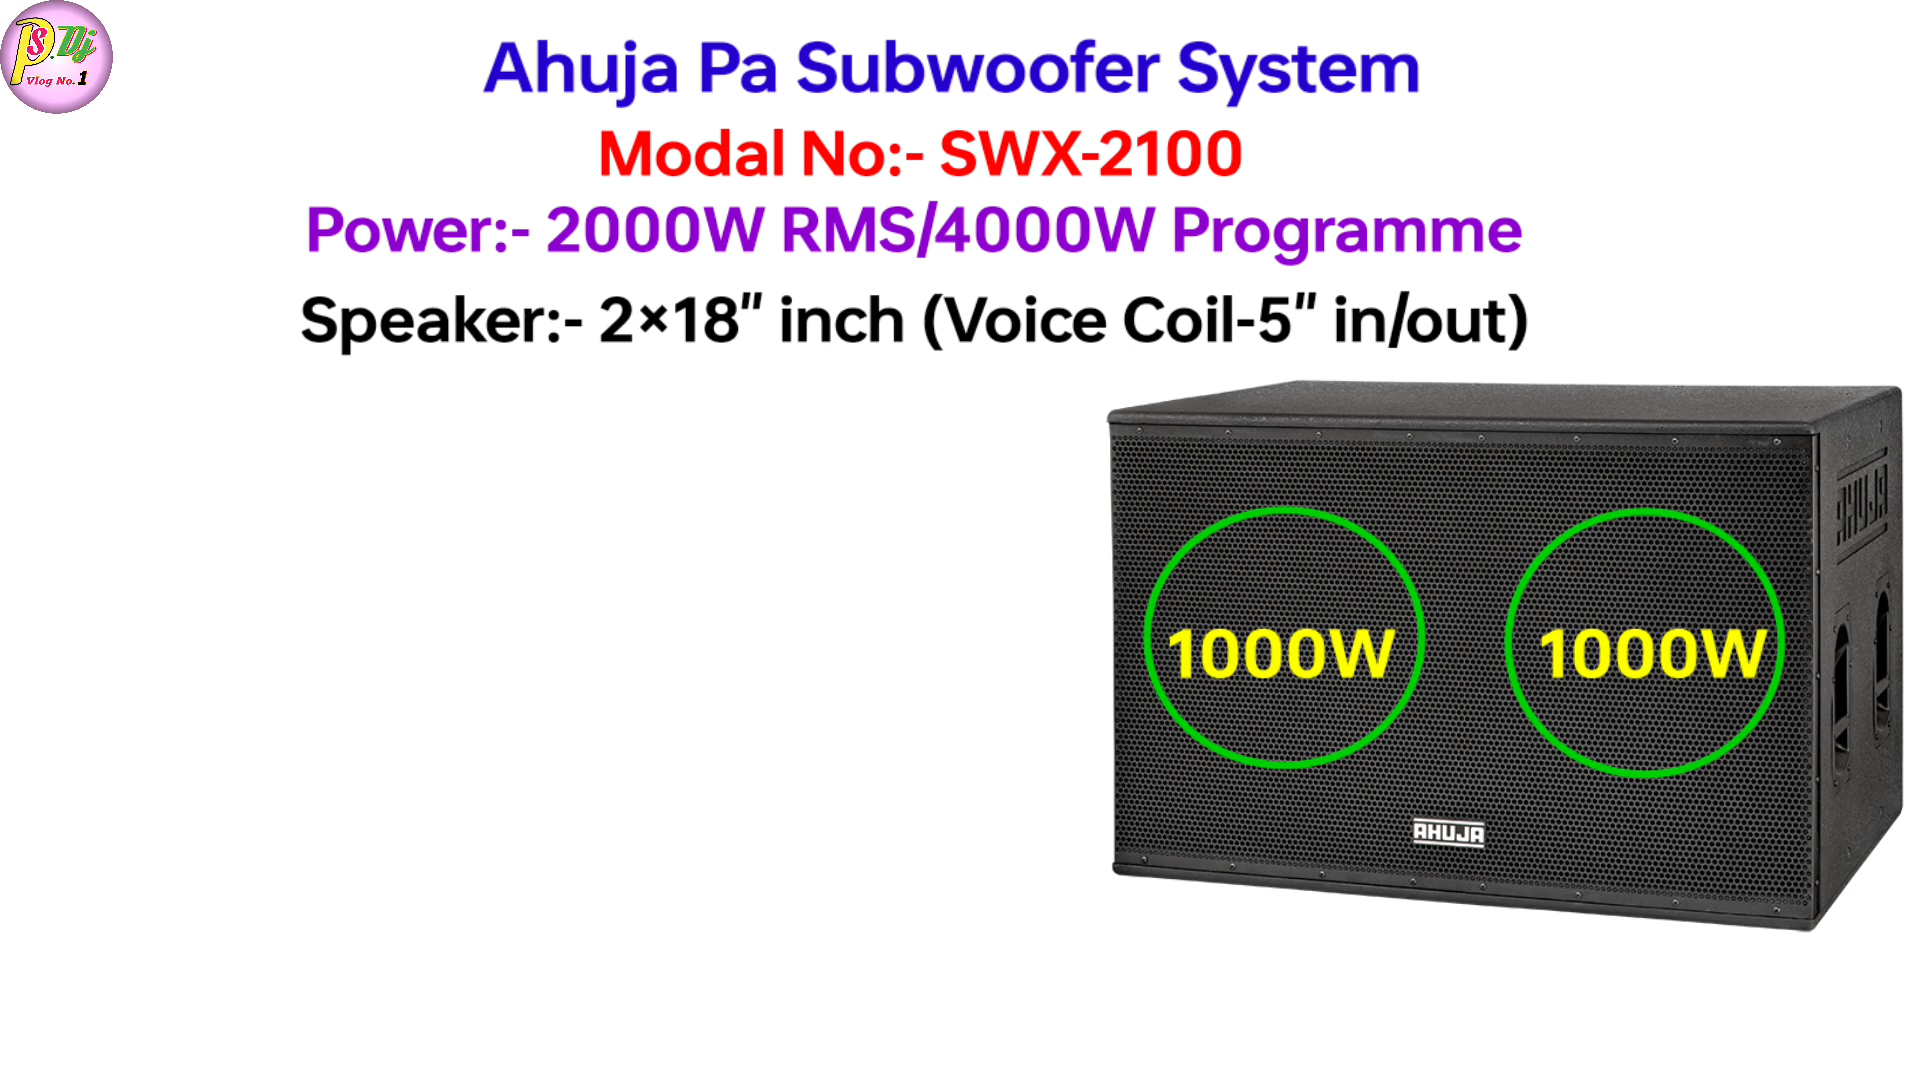 PS.Dj
Vlog No.1
Ahuja Pa Subwoofer System
Modal No:- SWX-2100
Power:- 2000W RMS/4000W Programme
Speaker:- 2×18" inch (Voice Coil-5" in/out)
AHUJA
1000W 1000W
AHUJA